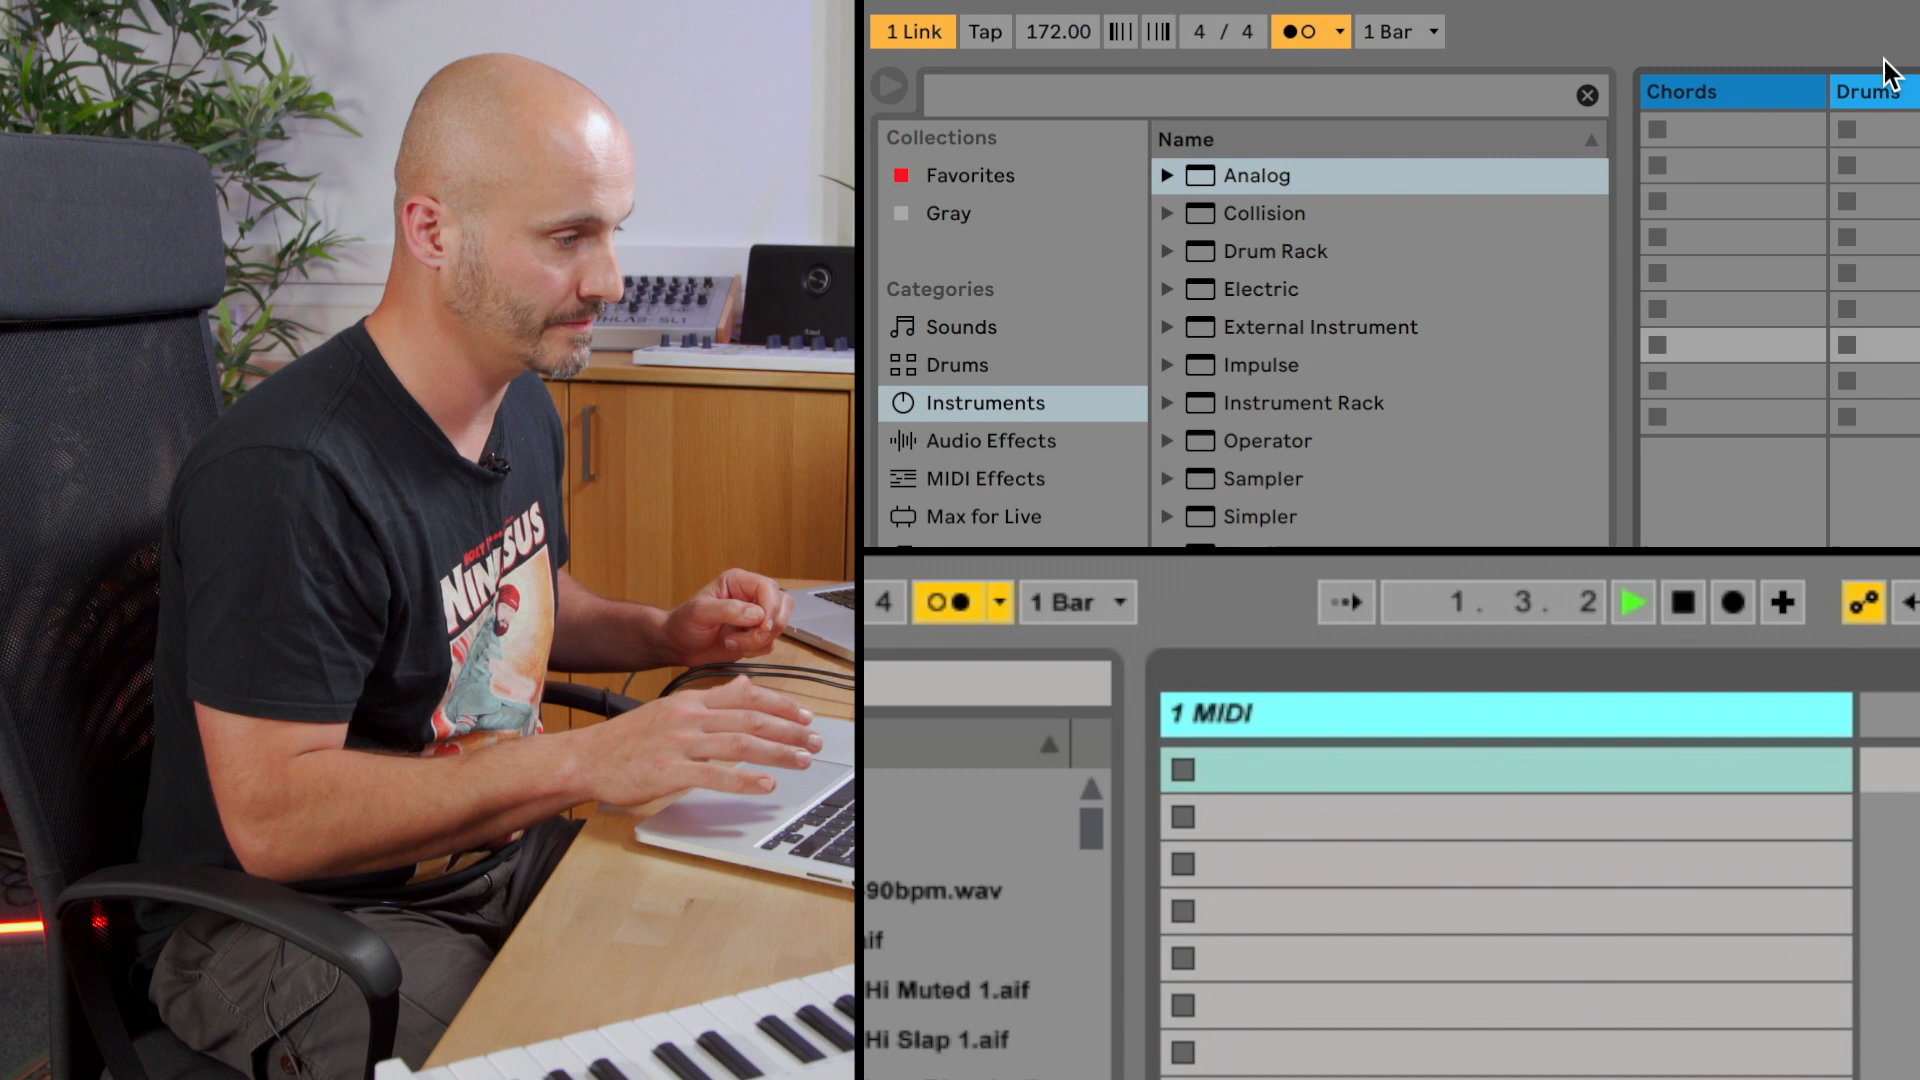 1 Link Tap 172.00 4 / 4 1 Bar
Chords Drums
Collections
Favorites
Gray
Categories
Sounds
Drums
Instruments
Audio Effects
MIDI Effects
Max for Live
Name
Analog
Collision
Drum Rack
Electric
External Instrument
Impulse
Instrument Rack
Operator
Sampler
Simpler
4 1 Bar 1. 3. 2
1 MIDI
90bpm.wav
if
Hi Muted 1.aif
Hi Slap 1.aif